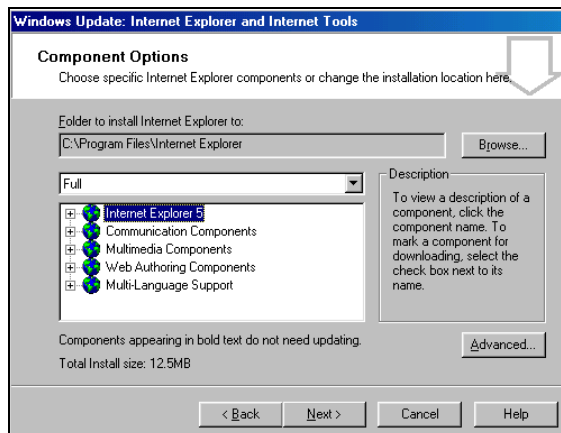 Windows Update: Internet Explorer and Internet Tools
Component Options
Choose specific Internet Explorer components or change the installation location here.
Folder to install Internet Explorer to:
C:\Program Files\Internet Explorer
Browse...
Full
Internet Explorer 5
Communication Components
Multimedia Components
Web Authoring Components
Multi-Language Support
Description
To view a description of a
component, click the
component name. To
mark a component for
downloading, select the
check box next to its
name.
Components appearing in bold text do not need updating.
Total Install size: 12.5MB
Advanced...
< Back
Next >
Cancel
Help